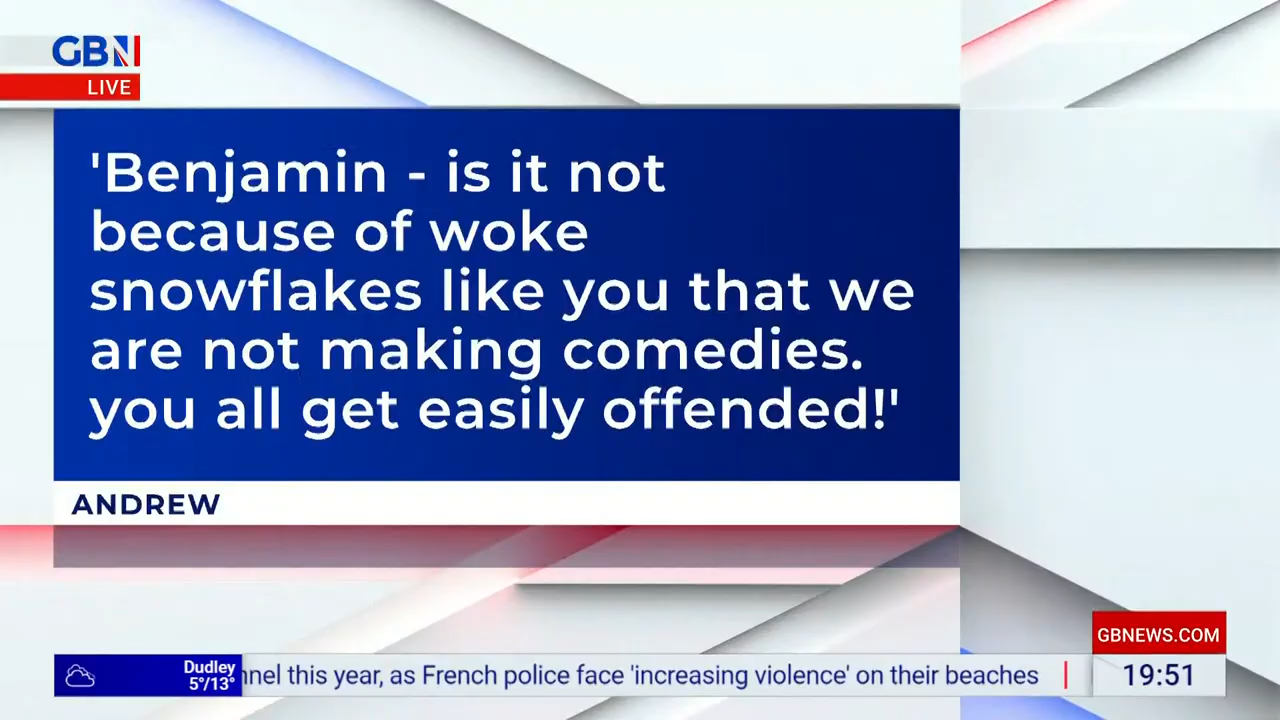 GBN
LIVE
'Benjamin - is it not
because of woke
snowflakes like you that we
are not making comedies.
you all get easily offended!'
ANDREW
GBNEWS.COM
Dudley
5°/13°
this year, as French police face 'increasing violence' on their beaches
19:51